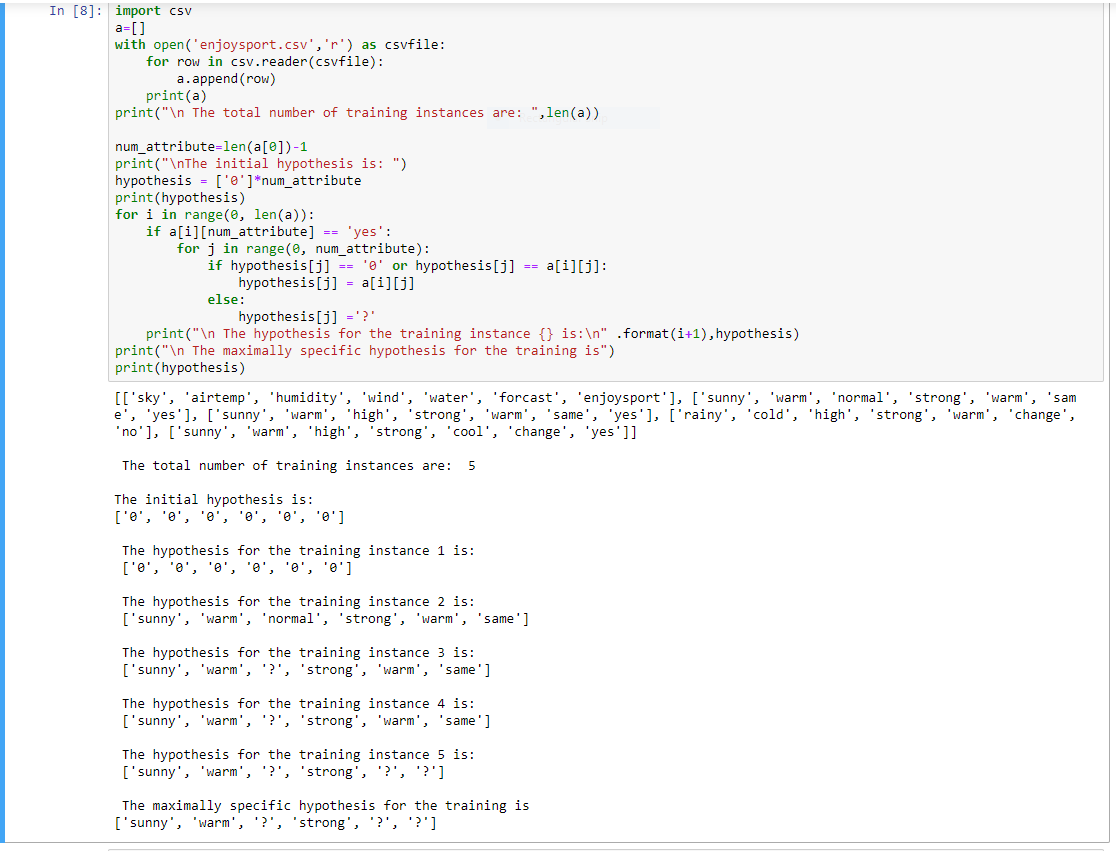 In [8]: import csv
a=[]
with open('enjoysport.csv','r') as csvfile:
    for row in csv.reader(csvfile):
        a.append(row)
    print(a)
print("\n The total number of training instances are: ",len(a))

num_attribute=len(a[0])-1
print("\nThe initial hypothesis is: ")
hypothesis = ['0']*num_attribute
print(hypothesis)
for i in range(0, len(a)):
    if a[i][num_attribute] == 'yes':
        for j in range(0, num_attribute):
            if hypothesis[j] == '0' or hypothesis[j] == a[i][j]:
                hypothesis[j] = a[i][j]
            else:
                hypothesis[j] ='?'
    print("\n The hypothesis for the training instance {} is:\n" .format(i+1),hypothesis)
print("\n The maximally specific hypothesis for the training is")
print(hypothesis)

[['sky', 'airtemp', 'humidity', 'wind', 'water', 'forcast', 'enjoysport'], ['sunny', 'warm', 'normal', 'strong', 'warm', 'sam
e', 'yes'], ['sunny', 'warm', 'high', 'strong', 'warm', 'same', 'yes'], ['rainy', 'cold', 'high', 'strong', 'warm', 'change',
'no'], ['sunny', 'warm', 'high', 'strong', 'cool', 'change', 'yes']]

 The total number of training instances are:  5

The initial hypothesis is:
['0', '0', '0', '0', '0', '0']

 The hypothesis for the training instance 1 is:
 ['0', '0', '0', '0', '0', '0']

 The hypothesis for the training instance 2 is:
 ['sunny', 'warm', 'normal', 'strong', 'warm', 'same']

 The hypothesis for the training instance 3 is:
 ['sunny', 'warm', '?', 'strong', 'warm', 'same']

 The hypothesis for the training instance 4 is:
 ['sunny', 'warm', '?', 'strong', 'warm', 'same']

 The hypothesis for the training instance 5 is:
 ['sunny', 'warm', '?', 'strong', '?', '?']

 The maximally specific hypothesis for the training is
['sunny', 'warm', '?', 'strong', '?', '?']